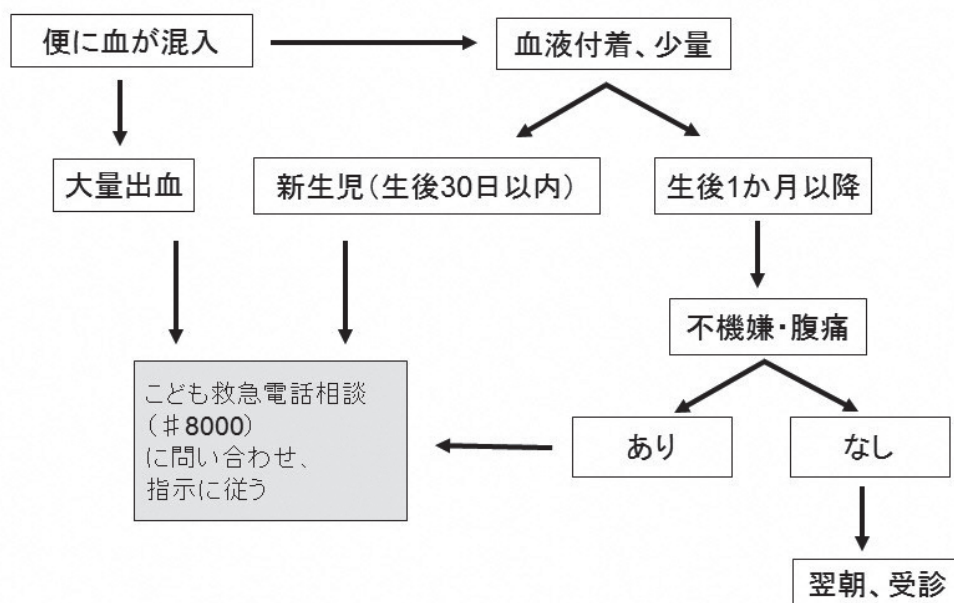 便に血が混入
血液付着、少量
大量出血
新生児（生後30日以内）
生後1か月以降
不機嫌・腹痛
こども救急電話相談
（♯8000）
に問い合わせ、
指示に従う
あり
なし
翌朝、受診